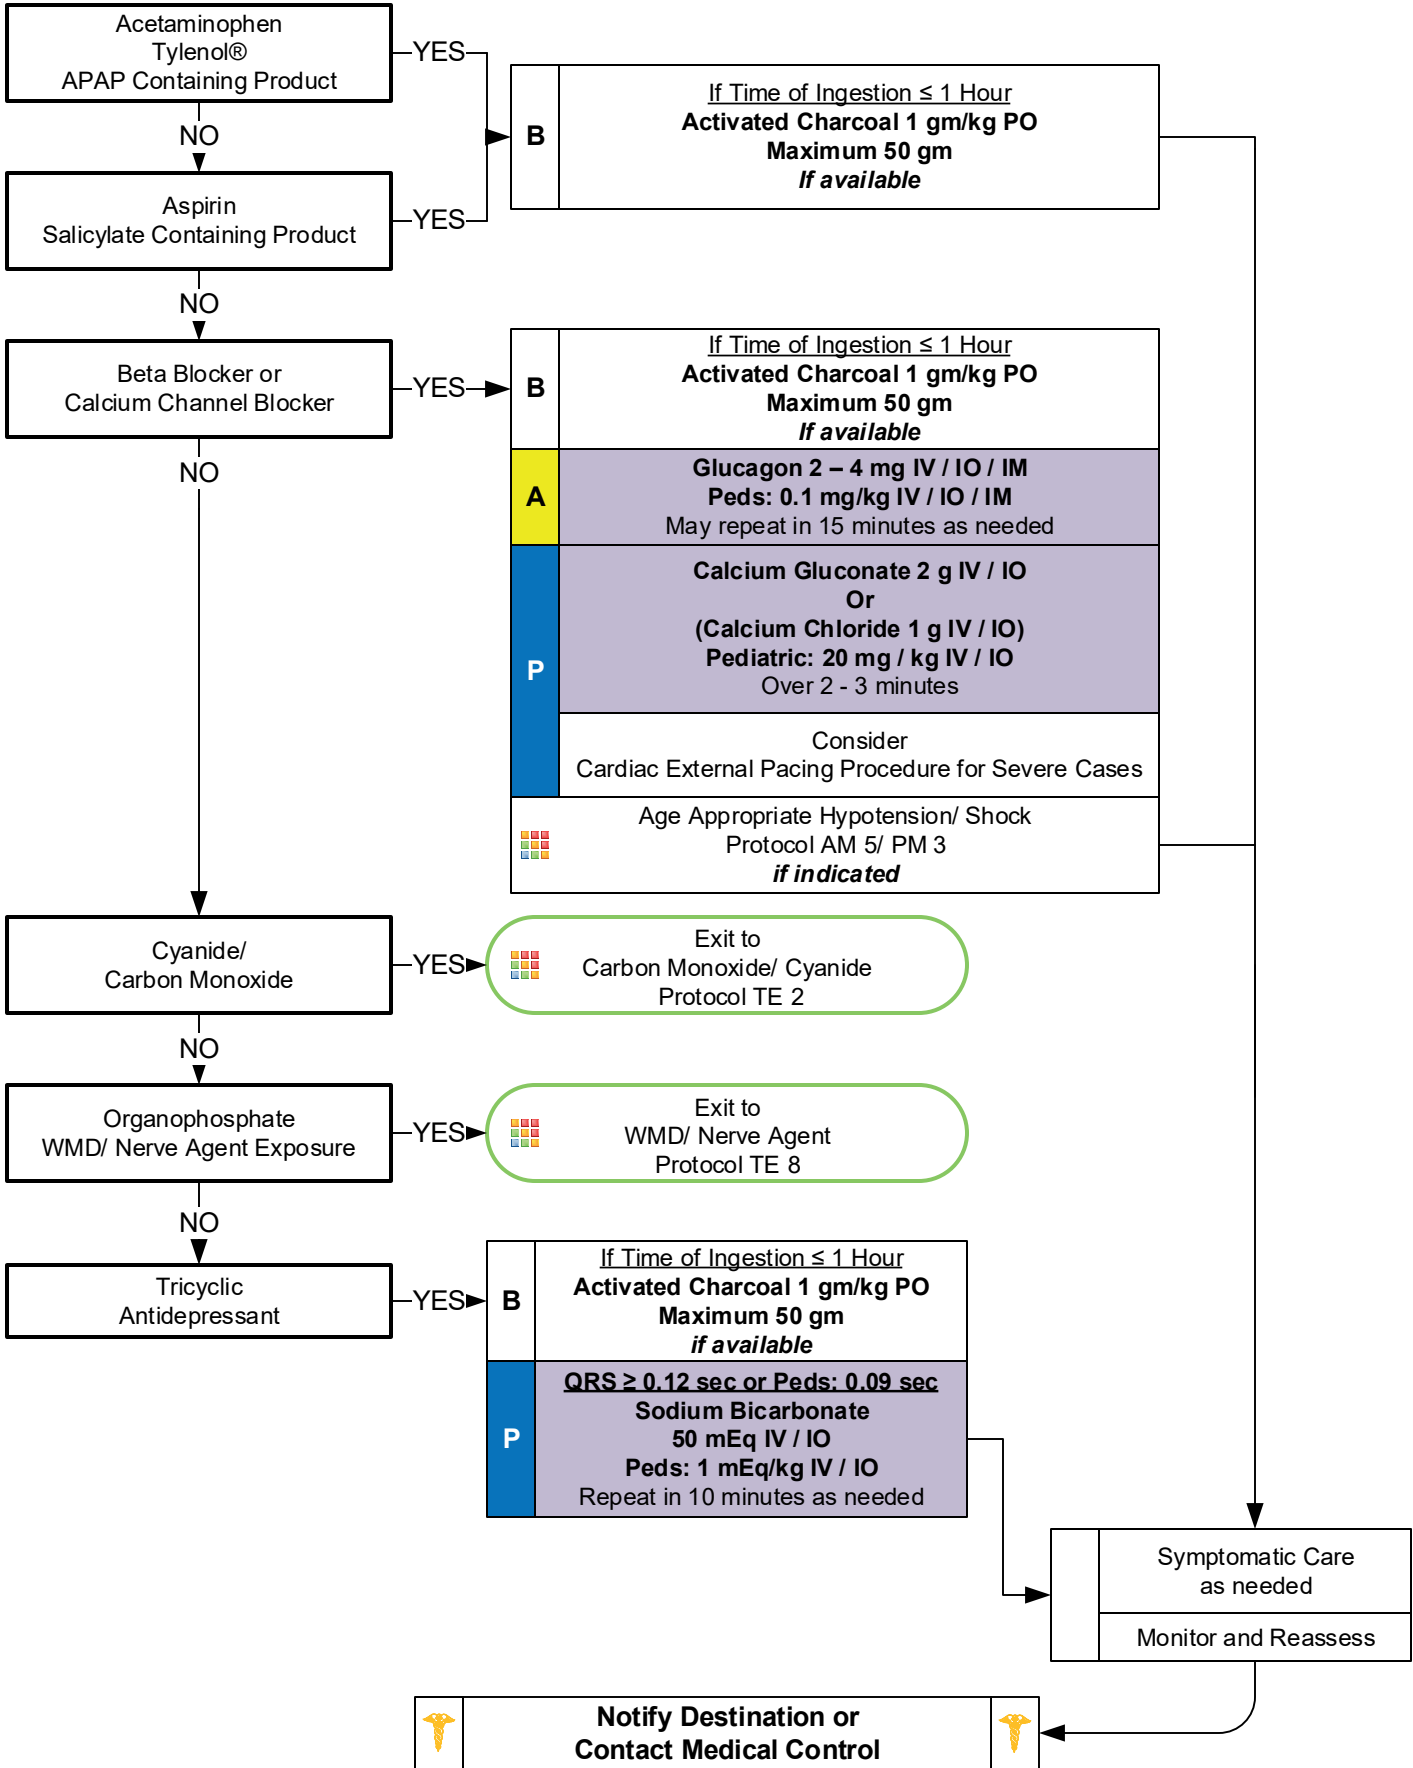 Acetaminophen
Tylenol®
APAP Containing Product
YES
If Time of Ingestion ≤ 1 Hour
B
Activated Charcoal 1 gm/kg PO
Maximum 50 gm
If available
NO
Aspirin
Salicylate Containing Product
YES
NO
Beta Blocker or
Calcium Channel Blocker
YES
If Time of Ingestion ≤ 1 Hour
B
Activated Charcoal 1 gm/kg PO
Maximum 50 gm
If available
A
Glucagon 2 – 4 mg IV / IO / IM
Peds: 0.1 mg/kg IV / IO / IM
May repeat in 15 minutes as needed
P
Calcium Gluconate 2 g IV / IO
Or
(Calcium Chloride 1 g IV / IO)
Pediatric: 20 mg / kg IV / IO
Over 2 - 3 minutes
Consider
Cardiac External Pacing Procedure for Severe Cases
Age Appropriate Hypotension/ Shock
Protocol AM 5/ PM 3
if indicated
NO
Cyanide/
Carbon Monoxide
YES
Exit to
Carbon Monoxide/ Cyanide
Protocol TE 2
NO
Organophosphate
WMD/ Nerve Agent Exposure
YES
Exit to
WMD/ Nerve Agent
Protocol TE 8
NO
Tricyclic
Antidepressant
YES
If Time of Ingestion ≤ 1 Hour
B
Activated Charcoal 1 gm/kg PO
Maximum 50 gm
if available
P
QRS ≥ 0.12 sec or Peds: 0.09 sec
Sodium Bicarbonate
50 mEq IV / IO
Peds: 1 mEq/kg IV / IO
Repeat in 10 minutes as needed
Symptomatic Care
as needed
Monitor and Reassess
Notify Destination or
Contact Medical Control